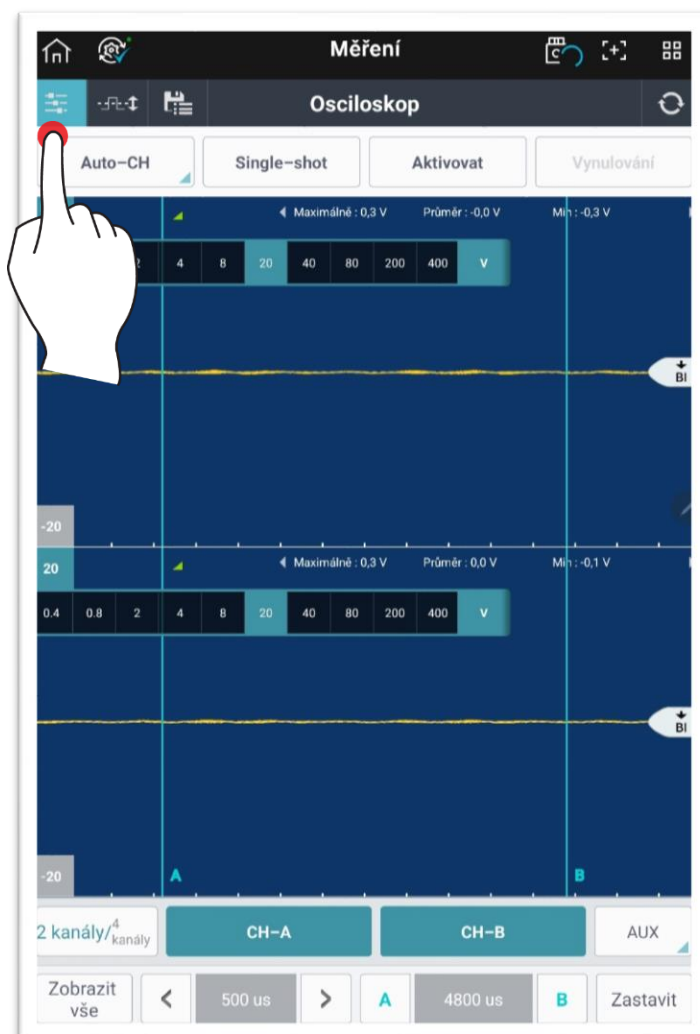 Měření
Osciloskop
Auto-CH Single-shot Aktivovat Vynulování
Maximálně : 0,3 V Průměr : -0,0 V Min : -0,3 V
4 8 20 40 80 200 400 V
BI
-20
20 Maximálně : 0,3 V Průměr : 0,0 V Min : -0,1 V
0.4 0.8 2 4 8 20 40 80 200 400 V
BI
-20 A B
2 kanály/4 kanály CH-A CH-B AUX
Zobrazit vše < 500 us > A 4800 us B Zastavit